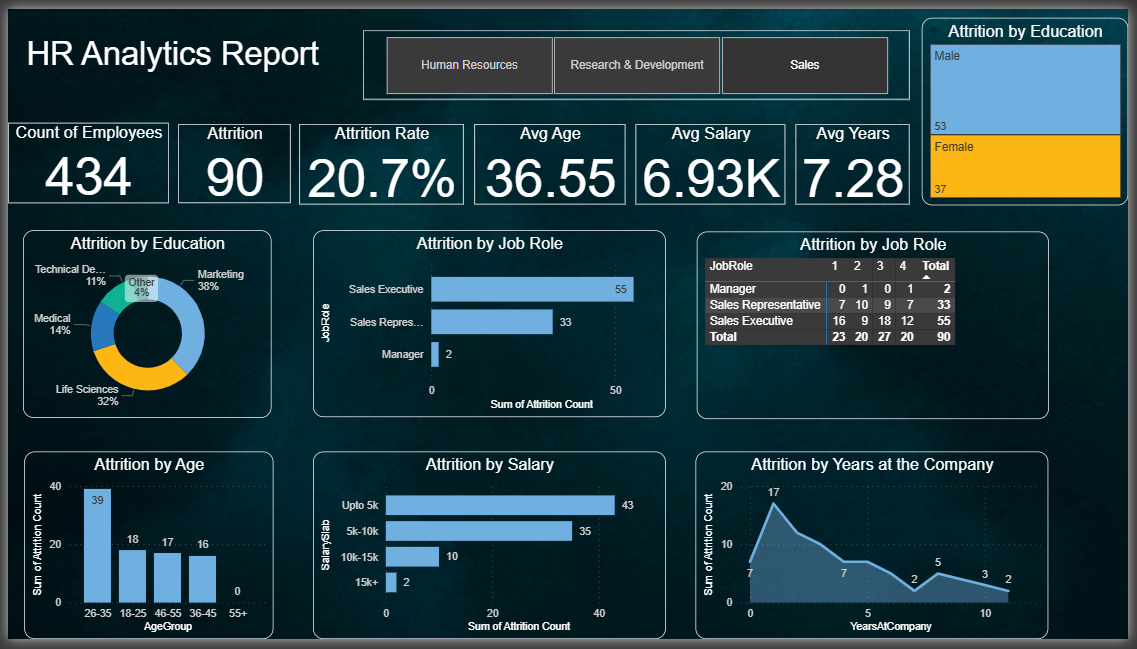 HR Analytics Report
Human Resources
Research & Development
Sales
Attrition by Education
Male
53
Female
37
Count of Employees
434
Attrition
90
Attrition Rate
20.7%
Avg Age
36.55
Avg Salary
6.93K
Avg Years
7.28
Attrition by Education
Technical De...
11%
Other
4%
Marketing
38%
Medical
14%
Life Sciences
32%
Attrition by Job Role
JobRole
Sales Executive 55
Sales Repres... 33
Manager 2
0 50
Sum of Attrition Count
Attrition by Job Role
JobRole 1 2 3 4 Total
Manager 0 1 0 1 2
Sales Representative 7 10 9 7 33
Sales Executive 16 9 18 12 55
Total 23 20 27 20 90
Attrition by Age
Sum of Attrition Count
40
20
0
39
18
17
16
0
26-35 18-25 46-55 36-45 55+
AgeGroup
Attrition by Salary
SalarySlab
Upto 5k 43
5k-10k 35
10k-15k 10
15k+ 2
0 20 40
Sum of Attrition Count
Attrition by Years at the Company
Sum of Attrition Count
20
10
0
7
17
7
2
5
3
2
0 5 10
YearsAtCompany